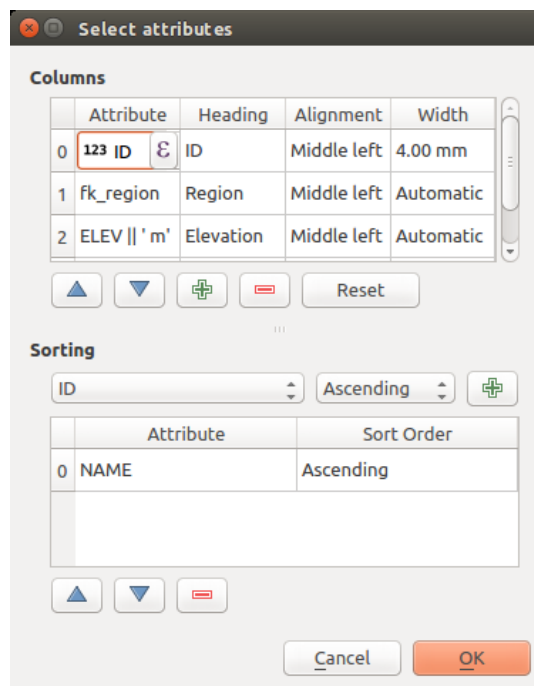 Select attributes
Columns
Attribute Heading Alignment Width
0 123 ID ε ID Middle left 4.00 mm
1 fk_region Region Middle left Automatic
2 ELEV || ' m' Elevation Middle left Automatic
Reset
Sorting
ID Ascending
Attribute Sort Order
0 NAME Ascending
Cancel OK